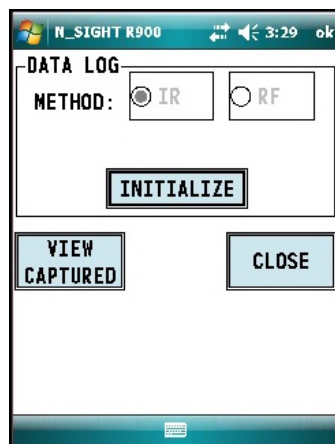 N_SIGHT R900 3:29 ok
DATA LOG
METHOD: IR RF
INITIALIZE
VIEW
CAPTURED
CLOSE